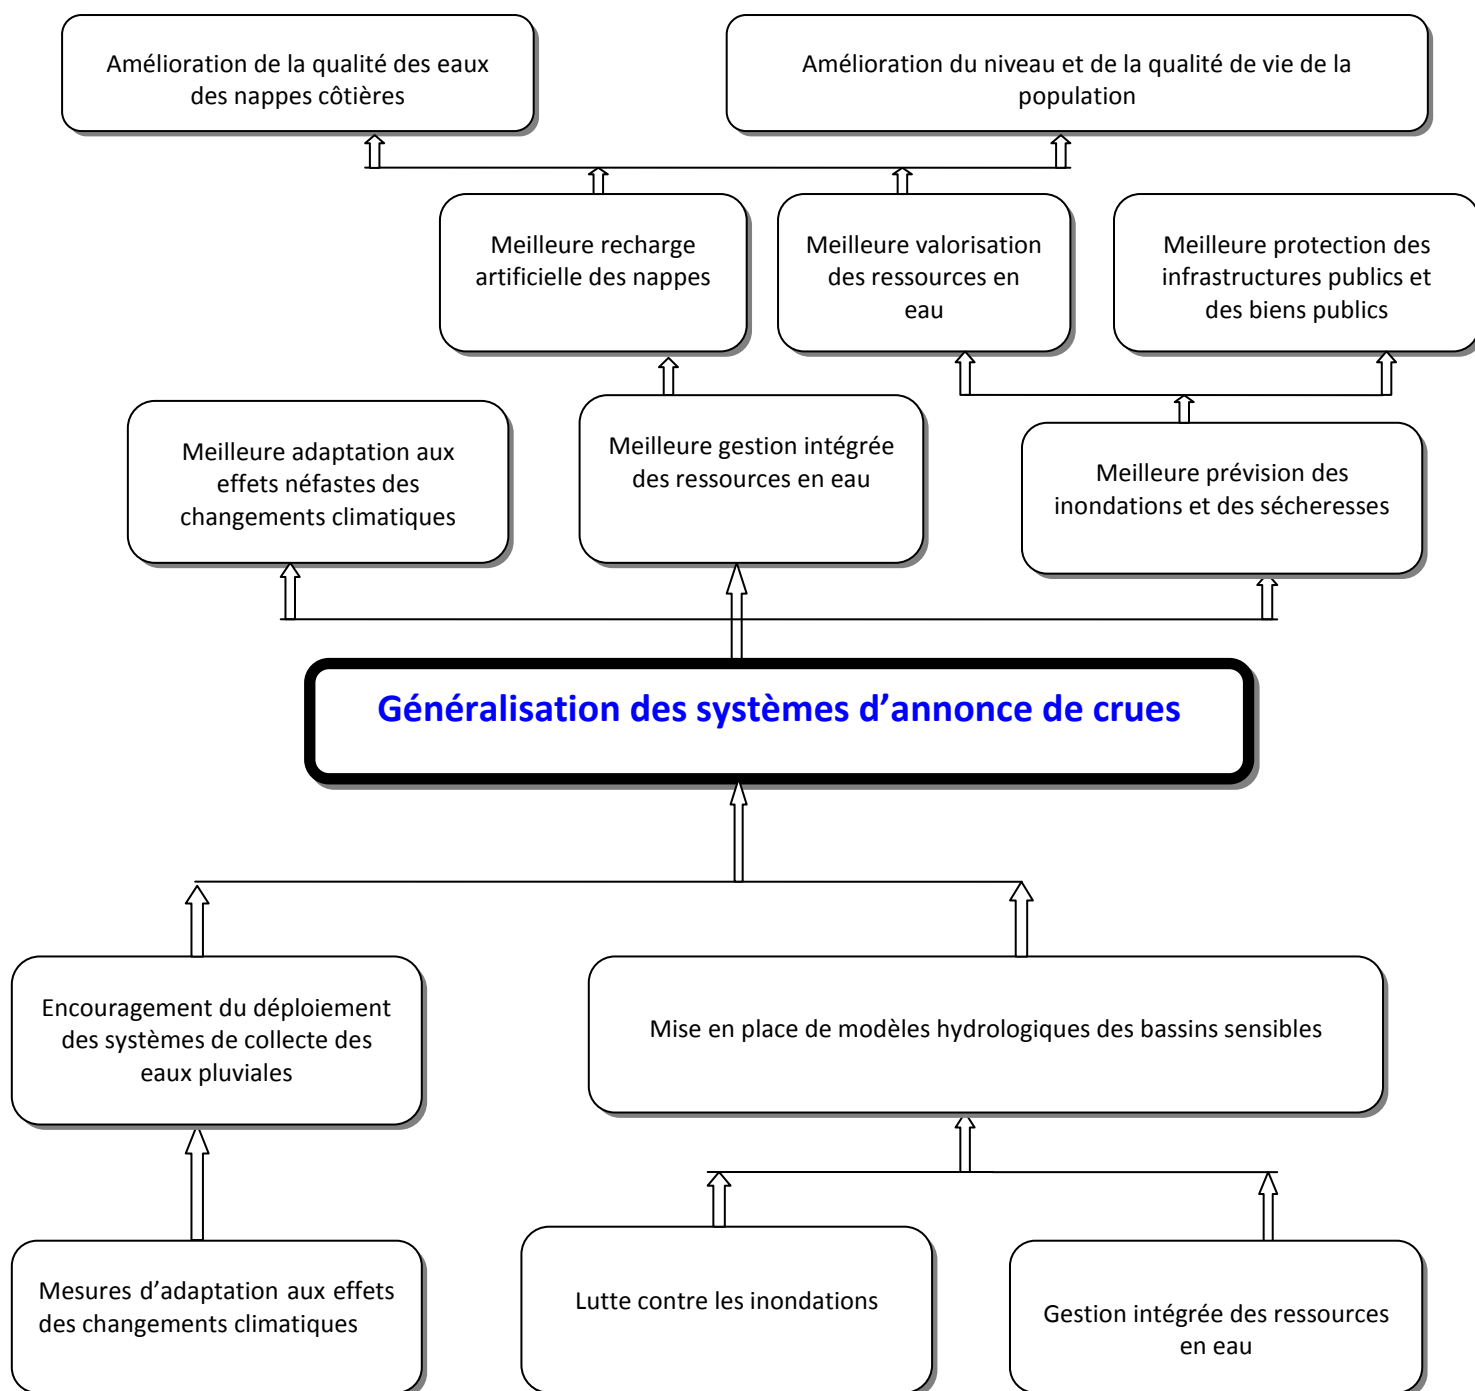 Amélioration de la qualité des eaux
des nappes côtières
Amélioration du niveau et de la qualité de vie de la
population
Meilleure recharge
artificielle des nappes
Meilleure valorisation
des ressources en
eau
Meilleure protection des
infrastructures publics et
des biens publics
Meilleure adaptation aux
effets néfastes des
changements climatiques
Meilleure gestion intégrée
des ressources en eau
Meilleure prévision des
inondations et des sécheresses
Généralisation des systèmes d’annonce de crues
Encouragement du déploiement
des systèmes de collecte des
eaux pluviales
Mise en place de modèles hydrologiques des bassins sensibles
Mesures d’adaptation aux effets
des changements climatiques
Lutte contre les inondations
Gestion intégrée des ressources
en eau